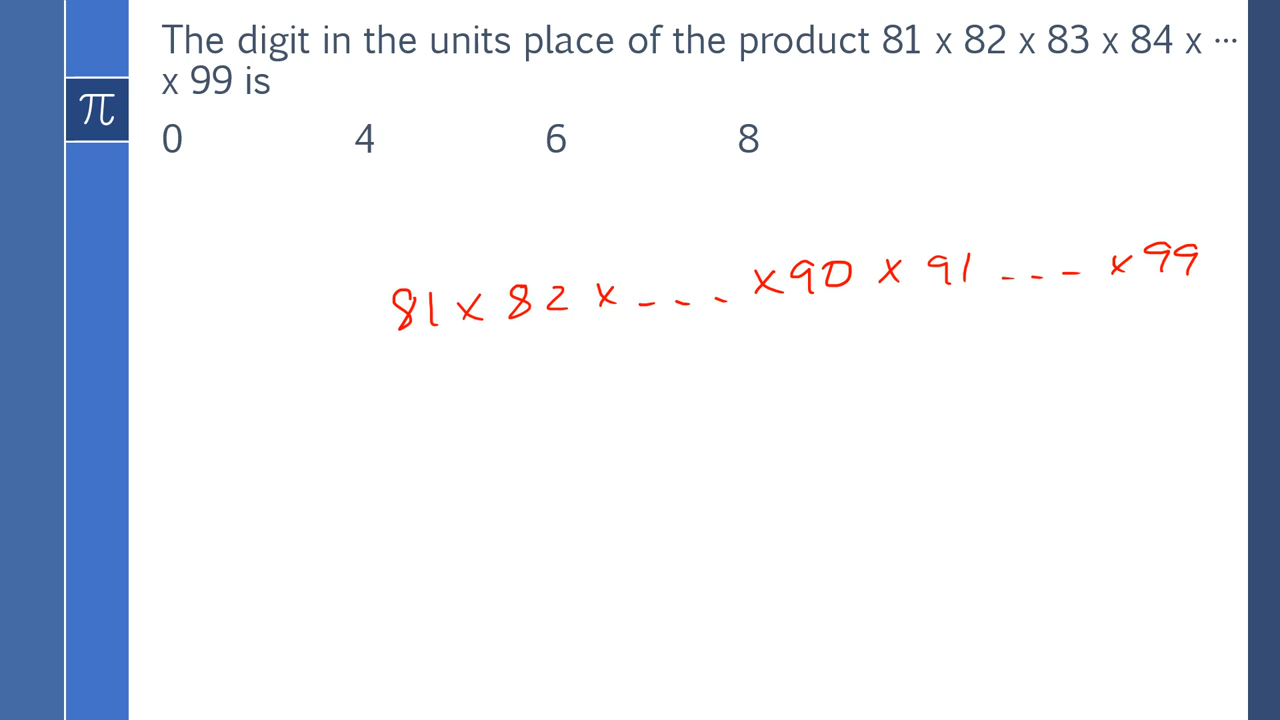 The digit in the units place of the product 81 x 82 x 83 x 84 x ···
x 99 is
π
0 4 6 8
81 x 82 x - - - x 90 x 91 - - - x 99